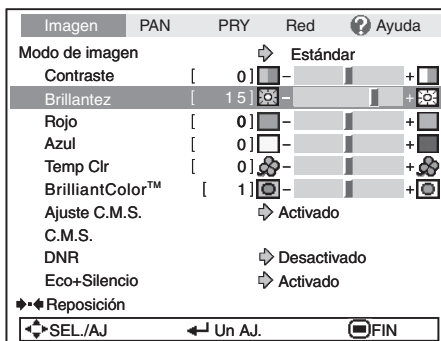 Imagen PAN PRY Red ? Ayuda
Modo de imagen Estándar
Contraste [ 0] - +
Brillantez [ 15] - +
Rojo [ 0] - +
Azul [ 0] - +
Temp Clr [ 0] - +
BrilliantColor™ [ 1] - +
Ajuste C.M.S. Activado
C.M.S.
DNR Desactivado
Eco+Silencio Activado
Reposición
SEL./AJ Un AJ. FIN